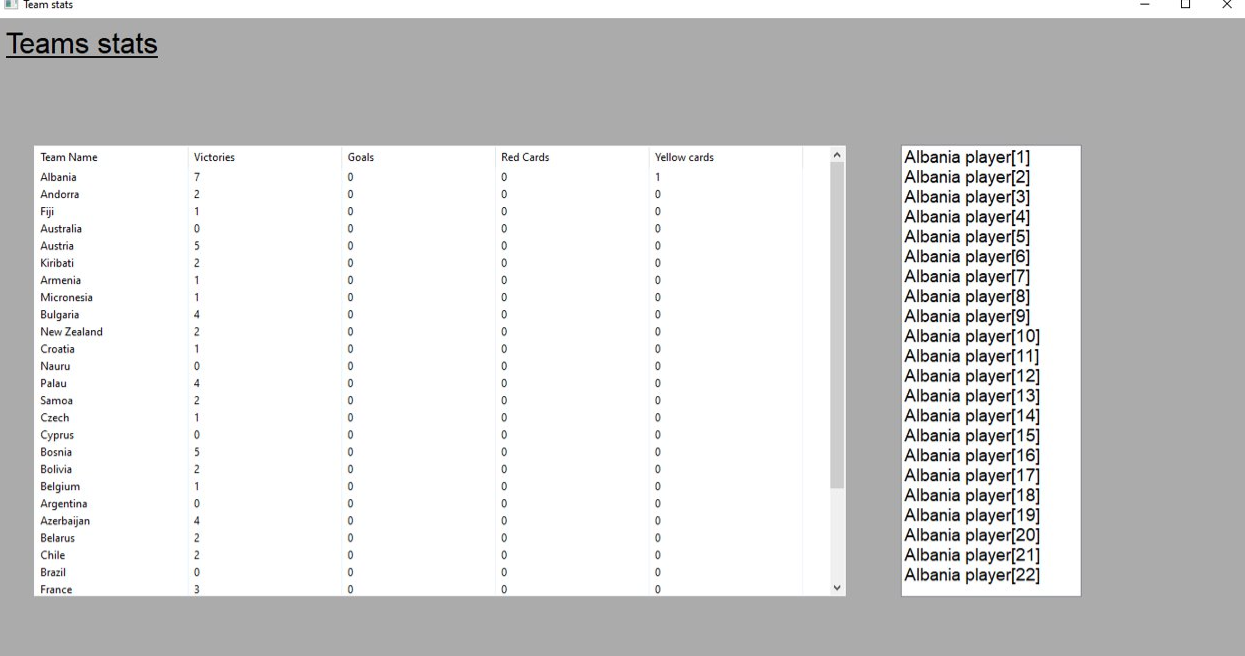 Team stats
Teams stats
Team Name Victories Goals Red Cards Yellow cards
Albania 7 0 0 1
Andorra 2 0 0 0
Fiji 1 0 0 0
Australia 0 0 0 0
Austria 5 0 0 0
Kiribati 2 0 0 0
Armenia 1 0 0 0
Micronesia 1 0 0 0
Bulgaria 4 0 0 0
New Zealand 2 0 0 0
Croatia 1 0 0 0
Nauru 0 0 0 0
Palau 4 0 0 0
Samoa 2 0 0 0
Czech 1 0 0 0
Cyprus 0 0 0 0
Bosnia 5 0 0 0
Bolivia 2 0 0 0
Belgium 1 0 0 0
Argentina 0 0 0 0
Azerbaijan 4 0 0 0
Belarus 2 0 0 0
Chile 2 0 0 0
Brazil 0 0 0 0
France 3 0 0 0
Albania player[1]
Albania player[2]
Albania player[3]
Albania player[4]
Albania player[5]
Albania player[6]
Albania player[7]
Albania player[8]
Albania player[9]
Albania player[10]
Albania player[11]
Albania player[12]
Albania player[13]
Albania player[14]
Albania player[15]
Albania player[16]
Albania player[17]
Albania player[18]
Albania player[19]
Albania player[20]
Albania player[21]
Albania player[22]